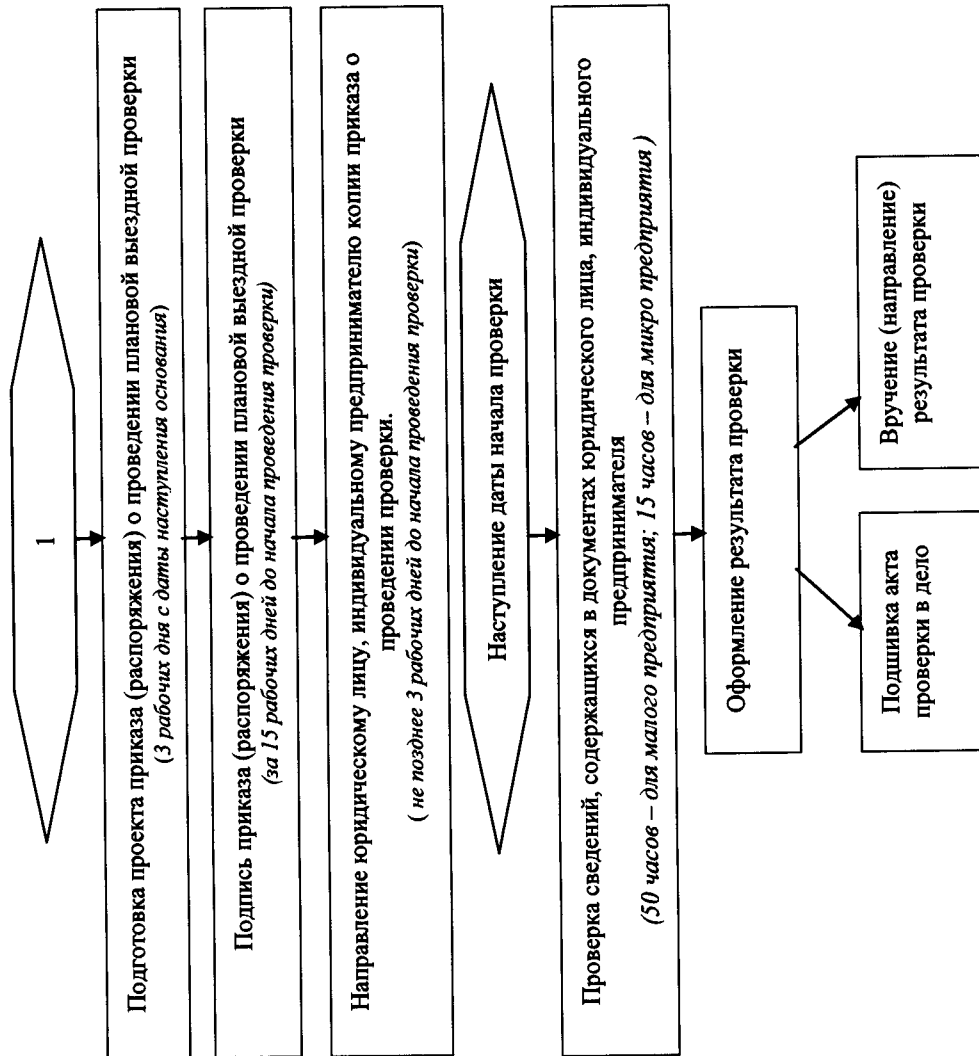 1
Подготовка проекта приказа (распоряжения) о проведении плановой выездной проверки
(3 рабочих дня с даты наступления основания)
Подпись приказа (распоряжения) о проведении плановой выездной проверки
(за 15 рабочих дней до начала проведения проверки)
Направление юридическому лицу, индивидуальному предпринимателю копии приказа о
проведении проверки.
( не позднее 3 рабочих дней до начала проведения проверки)
Наступление даты начала проверки
Проверка сведений, содержащихся в документах юридического лица, индивидуального
предпринимателя
(50 часов – для малого предприятия; 15 часов – для микро предприятия )
Оформление результата проверки
Подшивка акта
проверки в дело
Вручение (направление)
результата проверки